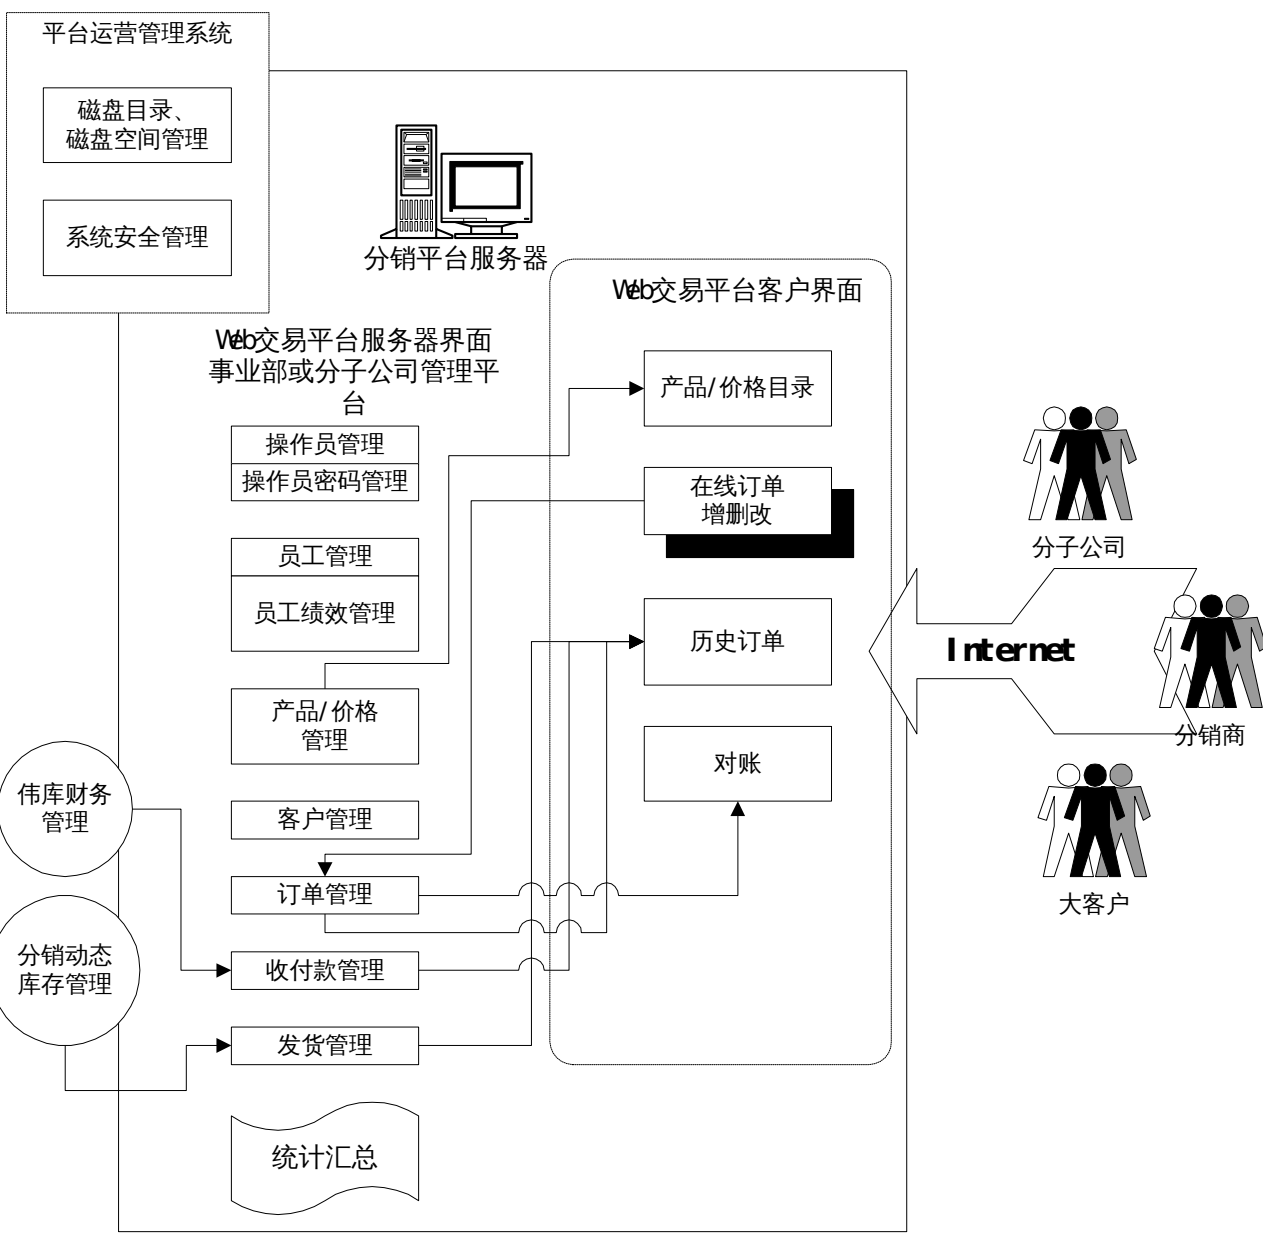 平台运营管理系统
磁盘目录、
磁盘空间管理
系统安全管理
分销平台服务器
Web交易平台服务器界面
事业部或分子公司管理平
台
操作员管理
操作员密码管理
员工管理
员工绩效管理
产品/价格
管理
客户管理
订单管理
收付款管理
发货管理
统计汇总
伟库财务
管理
分销动态
库存管理
Web交易平台客户界面
产品/价格目录
在线订单
增删改
历史订单
对账
分子公司
Internet
分销商
大客户